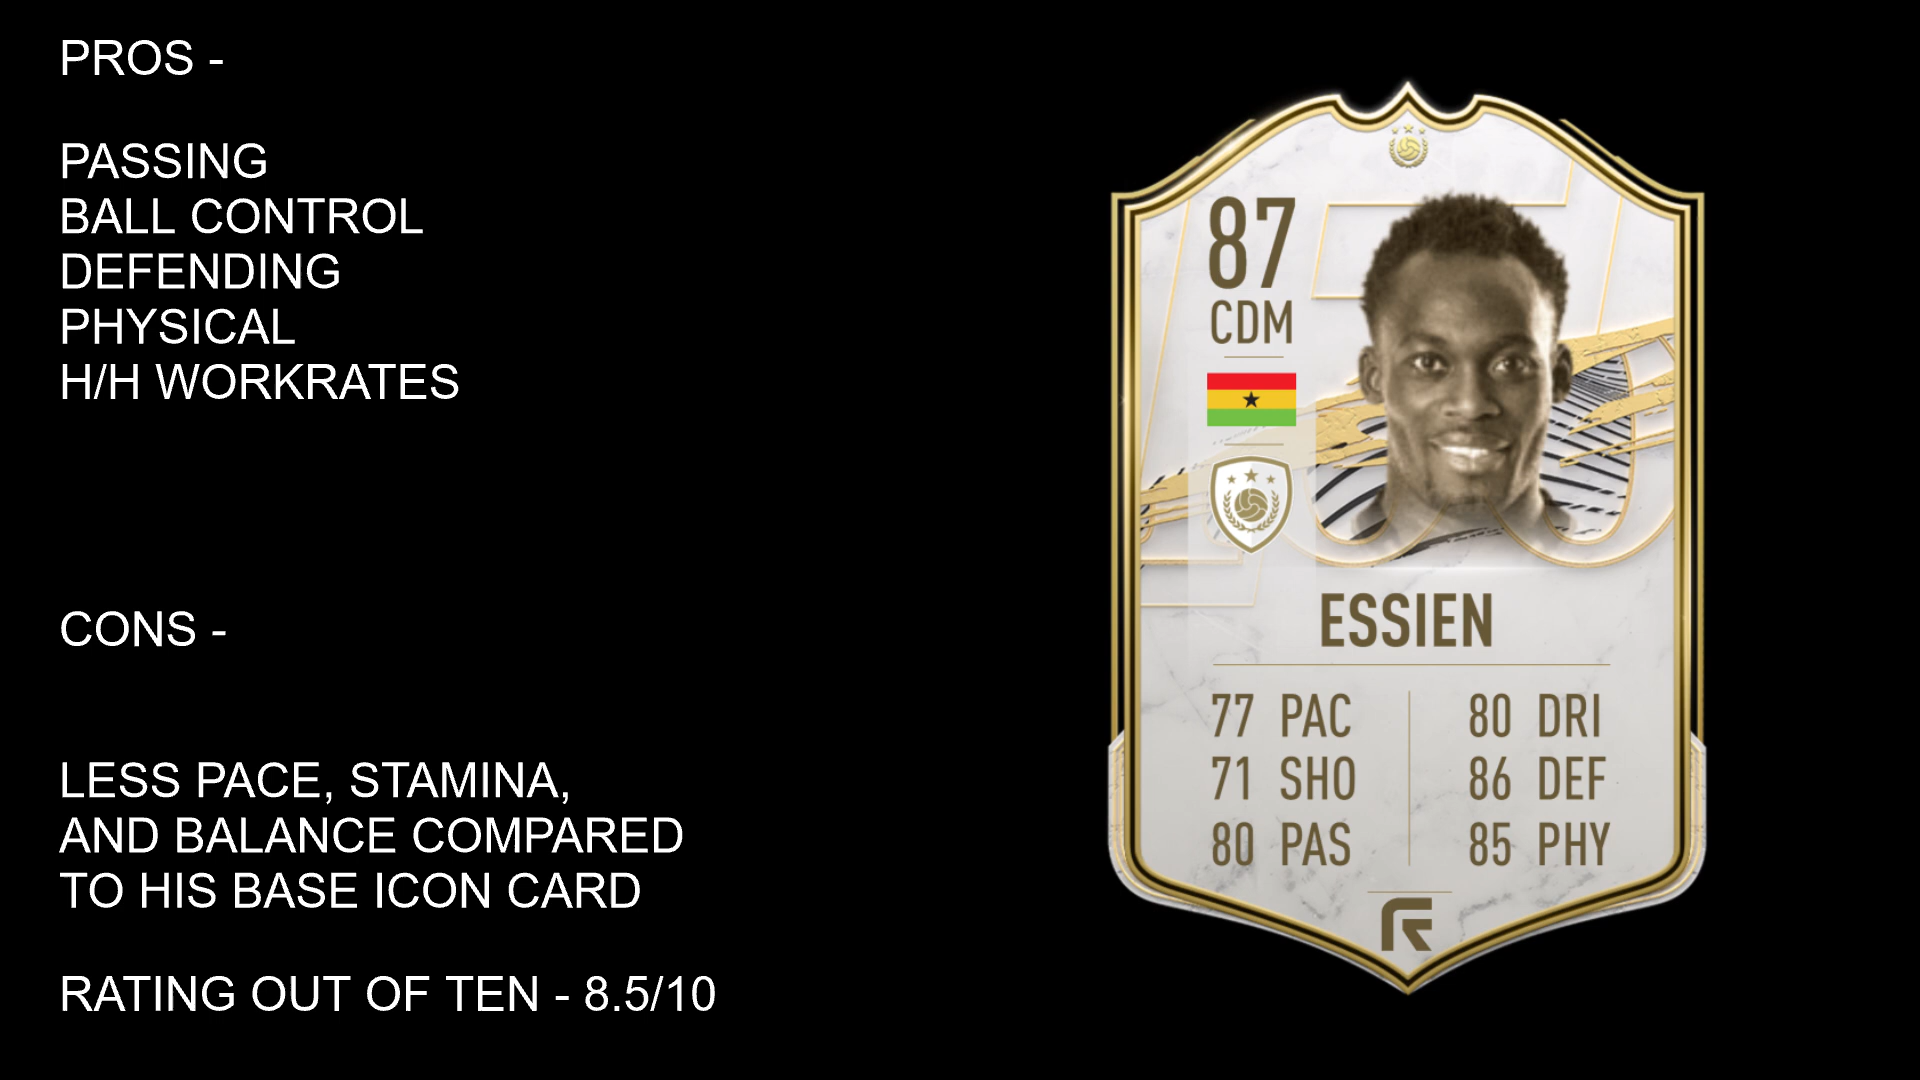 PROS -
PASSING
BALL CONTROL
DEFENDING
PHYSICAL
H/H WORKRATES
CONS -
LESS PACE, STAMINA,
AND BALANCE COMPARED
TO HIS BASE ICON CARD
RATING OUT OF TEN - 8.5/10
87
CDM
ESSIEN
77 PAC
71 SHO
80 PAS
80 DRI
86 DEF
85 PHY